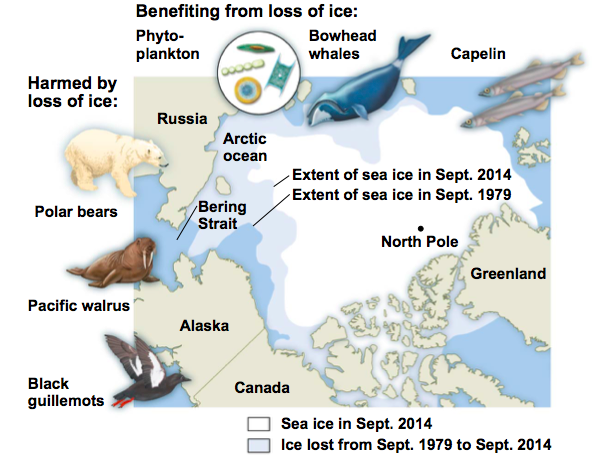 Benefiting from loss of ice:
Phyto-
plankton
Bowhead
whales
Capelin
Harmed by
loss of ice:
Russia
Arctic
ocean
Extent of sea ice in Sept. 2014
Extent of sea ice in Sept. 1979
Polar bears
Bering
Strait
North Pole
Greenland
Pacific walrus
Alaska
Black
guillemots
Canada
Sea ice in Sept. 2014
Ice lost from Sept. 1979 to Sept. 2014